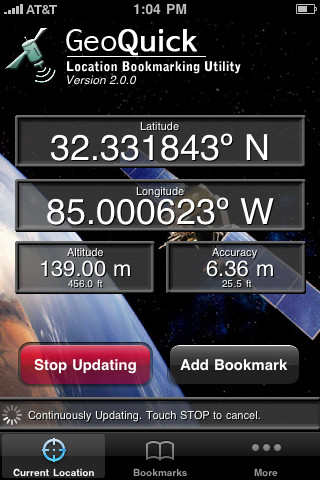 AT&T 1:04 PM
GeoQuick
Location Bookmarking Utility
Version 2.0.0
Latitude
32.331843º N
Longitude
85.000623º W
Altitude
139.00 m
456.0 ft
Accuracy
6.36 m
25.5 ft
Stop Updating
Add Bookmark
Continuously Updating. Touch STOP to cancel.
Current Location
Bookmarks
More